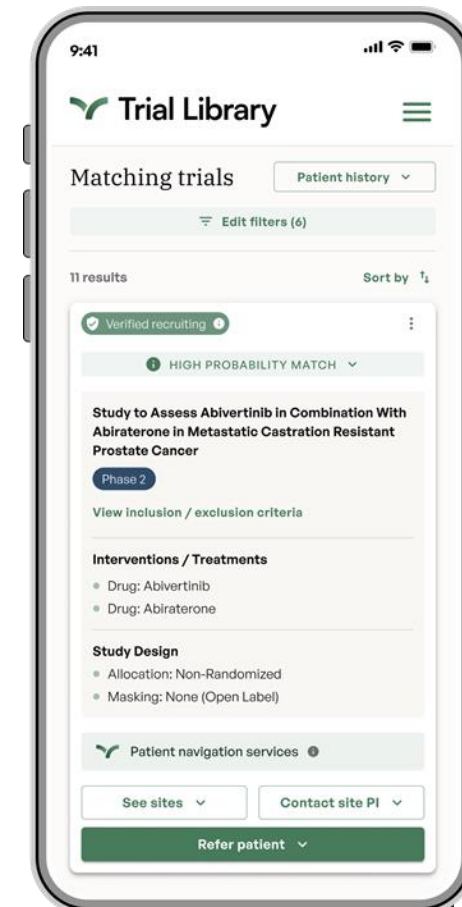 9:41
Trial Library
Matching trials
Patient history
Edit filters (6)
11 results
Sort by
Verified recruiting
HIGH PROBABILITY MATCH
Study to Assess Abivertinib in Combination With
Abiraterone in Metastatic Castration Resistant
Prostate Cancer
Phase 2
View inclusion / exclusion criteria
Interventions / Treatments
Drug: Abivertinib
Drug: Abiraterone
Study Design
Allocation: Non-Randomized
Masking: None (Open Label)
Patient navigation services
See sites
Contact site PI
Refer patient